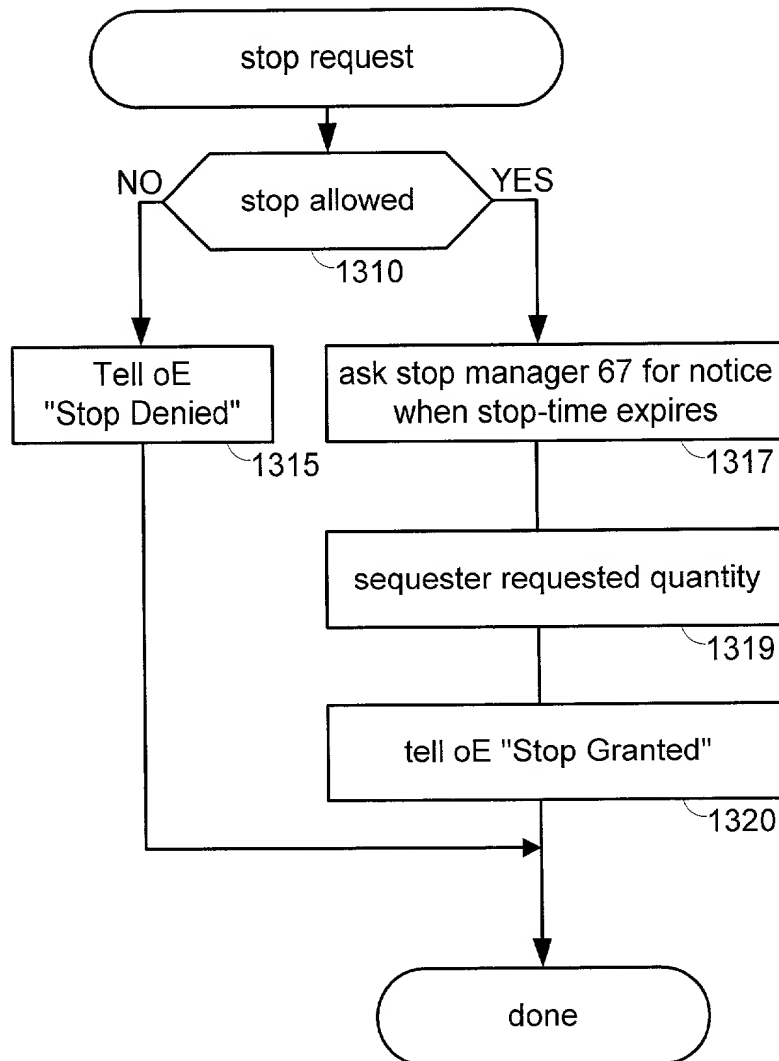 stop request
NO
YES
stop allowed
1310
Tell oE
"Stop Denied"
1315
ask stop manager 67 for notice
when stop-time expires
1317
sequester requested quantity
1319
tell oE "Stop Granted"
1320
done